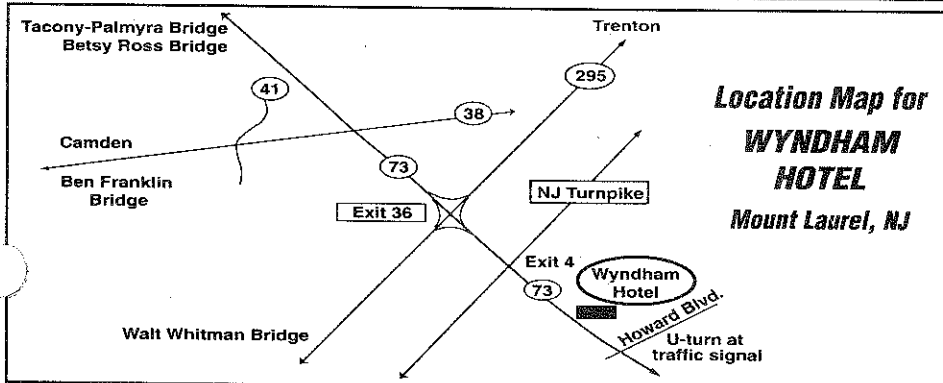 Tacony-Palmyra Bridge
Betsy Ross Bridge
Trenton
41
295
38
Location Map for
WYNDHAM
HOTEL
Mount Laurel, NJ
Camden
Ben Franklin
Bridge
73
Exit 36
NJ Turnpike
Exit 4
73
Wyndham
Hotel
Howard Blvd.
U-turn at
traffic signal
Walt Whitman Bridge